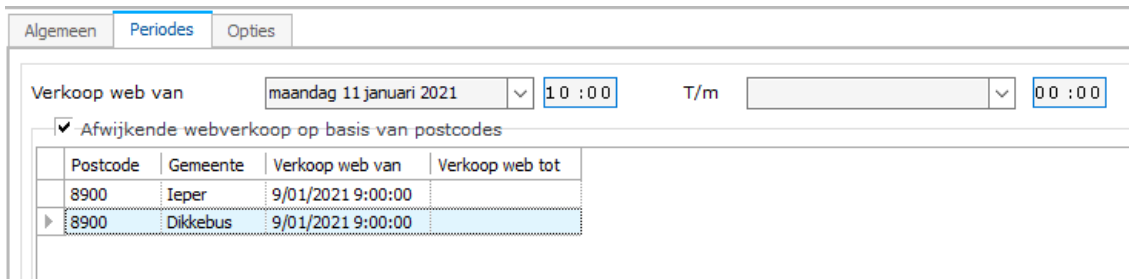 Algemeen Periodes Opties
Verkoop web van maandag 11 januari 2021 10:00 T/m 00:00
Afwijkende webverkoop op basis van postcodes
Postcode Gemeente Verkoop web van Verkoop web tot
8900 Ieper 9/01/2021 9:00:00
8900 Dikkebus 9/01/2021 9:00:00